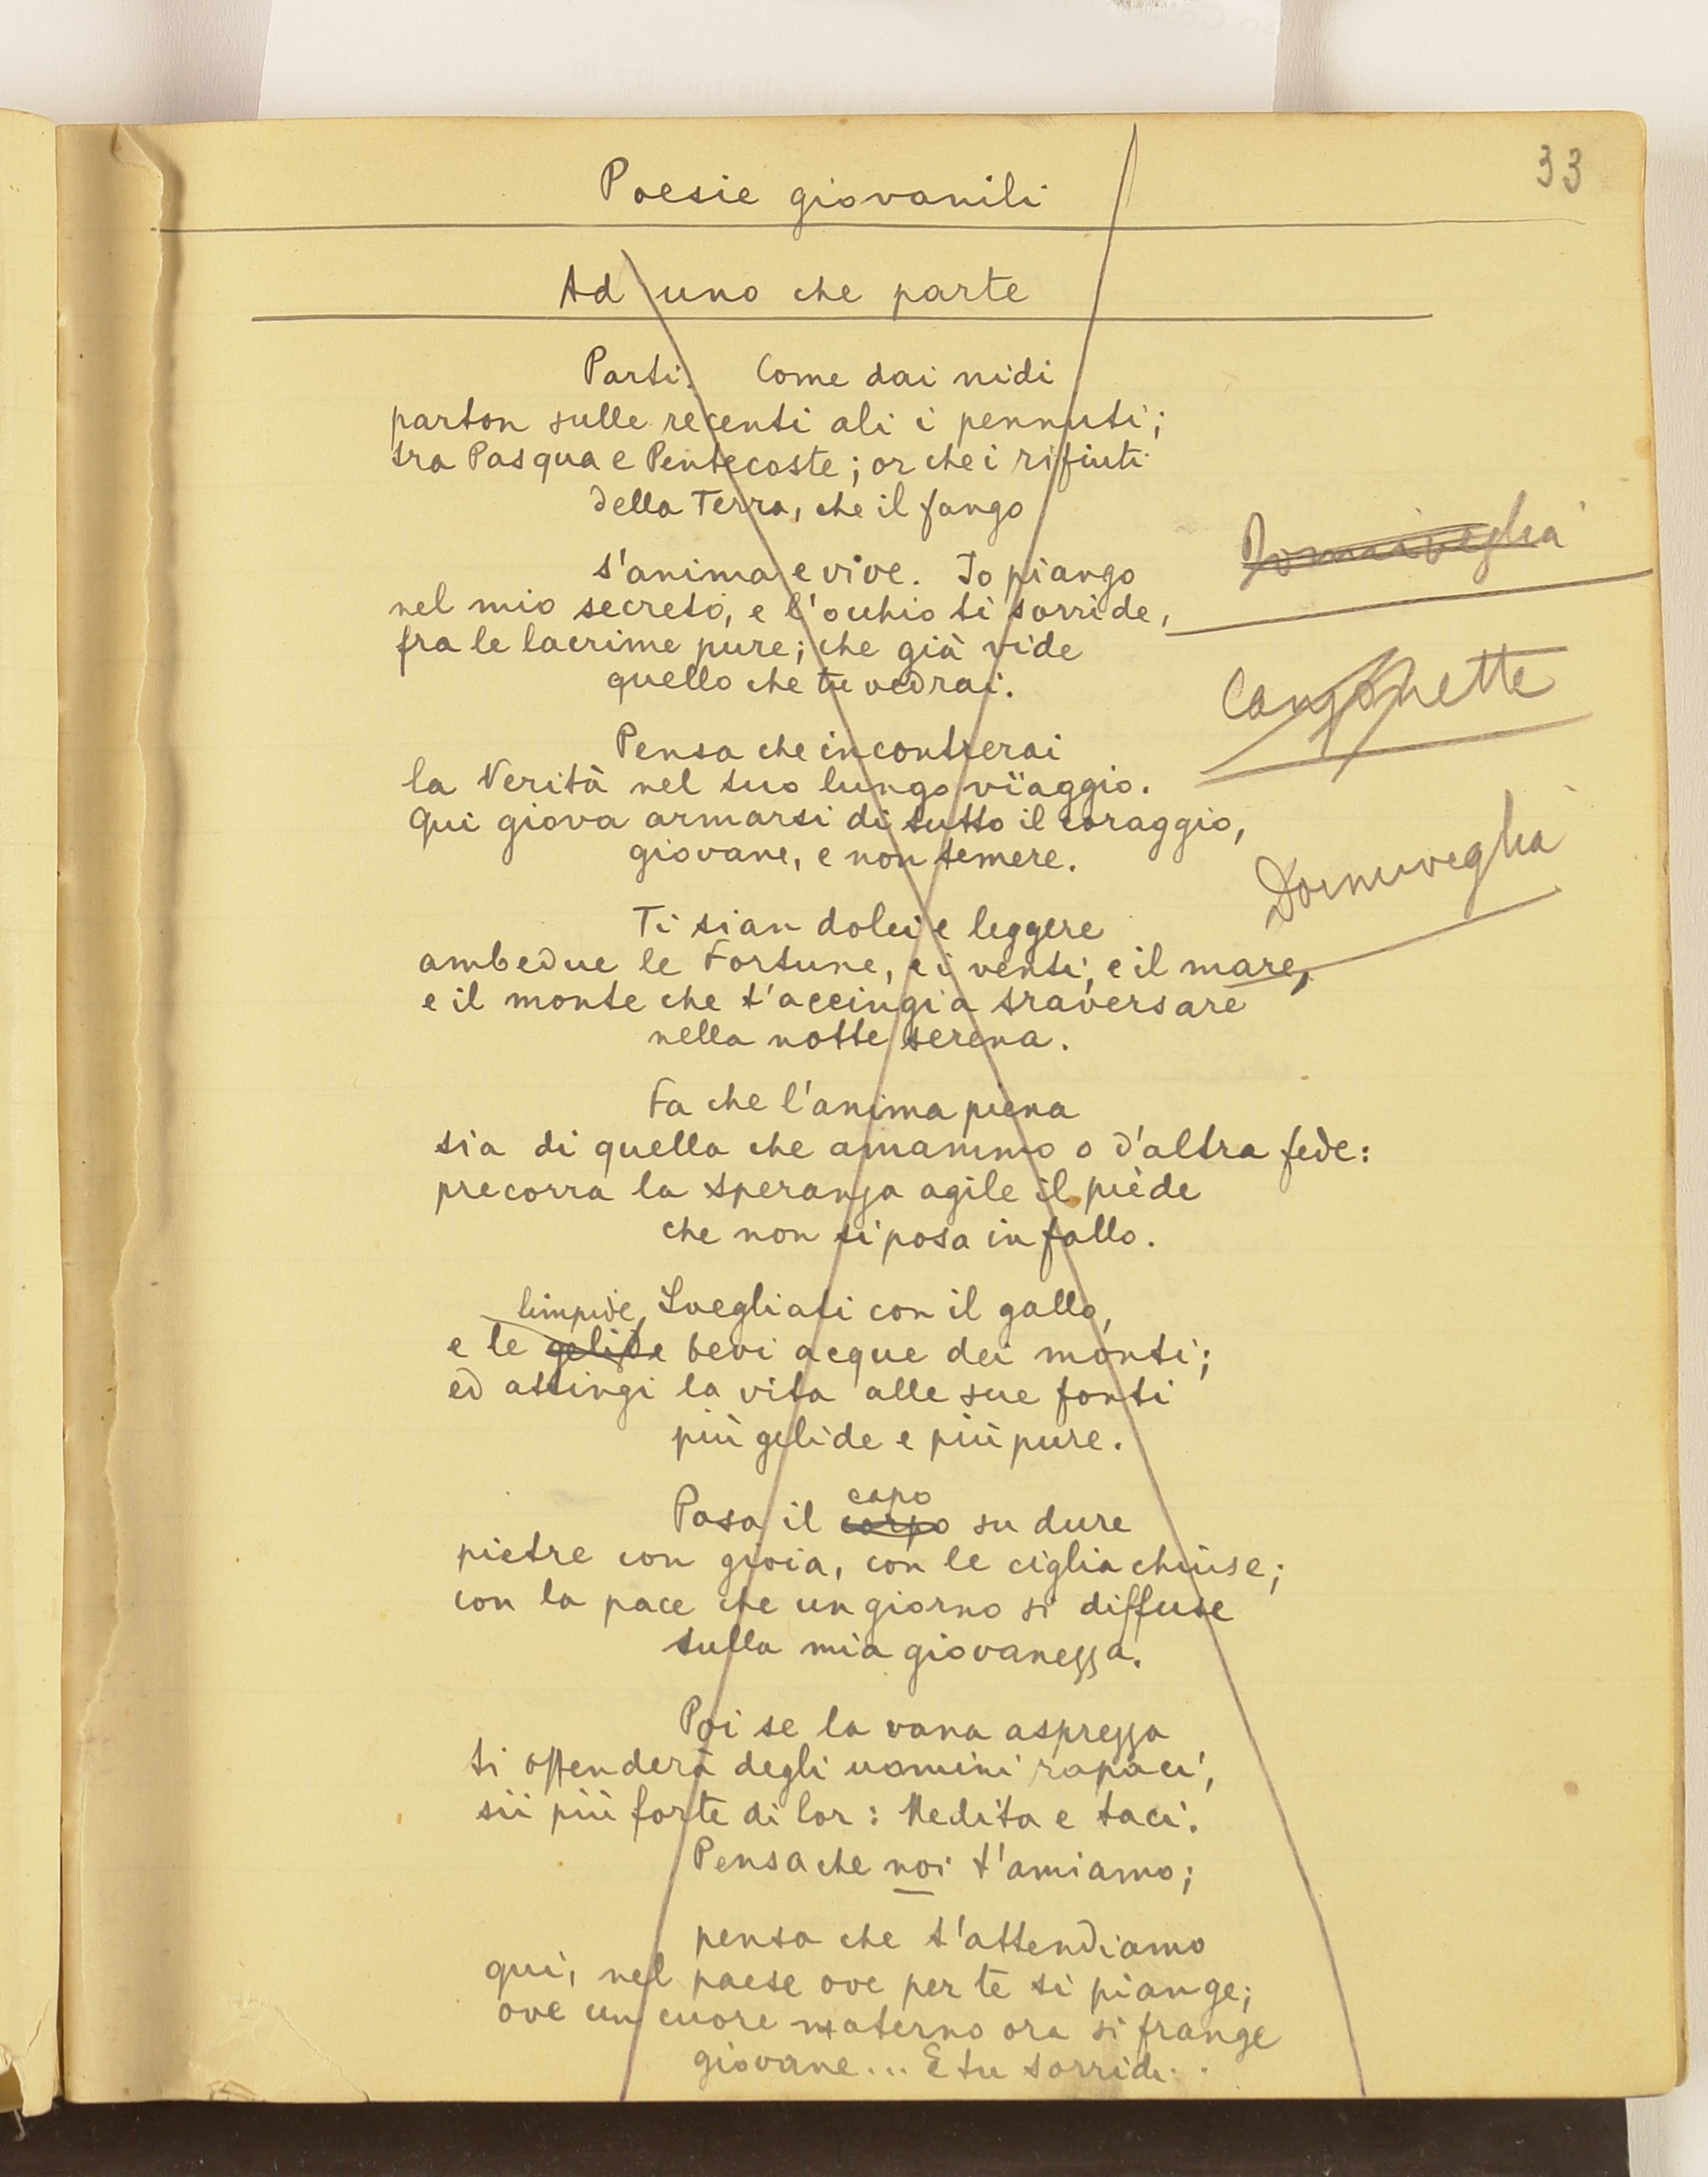 33
Poesie giovanili
Ad uno che parte
Parti. Come dai nidi
parton sulle recenti ali i pennuti;
tra Pasqua e Pentecoste; or che i rifiuti
della Terra, che il fango
s'anima e vive. Io piango
nel mio secreto, e l'occhio ti sorride,
fra le lacrime pure; che già vide
quello che tu vedrai.
Pensa che incontrerai
la Verità nel tuo lungo vïaggio.
Qui giova armarsi di tutto il coraggio,
giovane, e non temere.
Ti sian dolci e leggere
ambedue le Fortune, e i venti, e il mare,
e il monte che t'accingi a traversare
nella notte serena.
Fa che l'anima piena
sia di quella che amammo o d'altra fede:
precorra la speranza agile il piède
che non si posa in fallo.
limpide Svegliati con il gallo,
e le gelide bevi acque dei monti;
ed attingi la vita alle sue fonti
più gelide e più pure.
capo
Posa il corpo su dure
pietre con gioia, con le ciglia chiuse;
con la pace che un giorno si diffuse
sulla mia giovanezza.
Poi se la vana asprezza
ti offenderà degli uomini rapaci,
sii più forte di lor: Medita e taci.
Pensa che noi t'amiamo;
pensa che t'attendiamo
qui, nel paese ove per te si piange;
ove un cuore materno ora si frange
giovane... E tu sorridi..
Dormiveglia
Canzonette
Dormiveglia